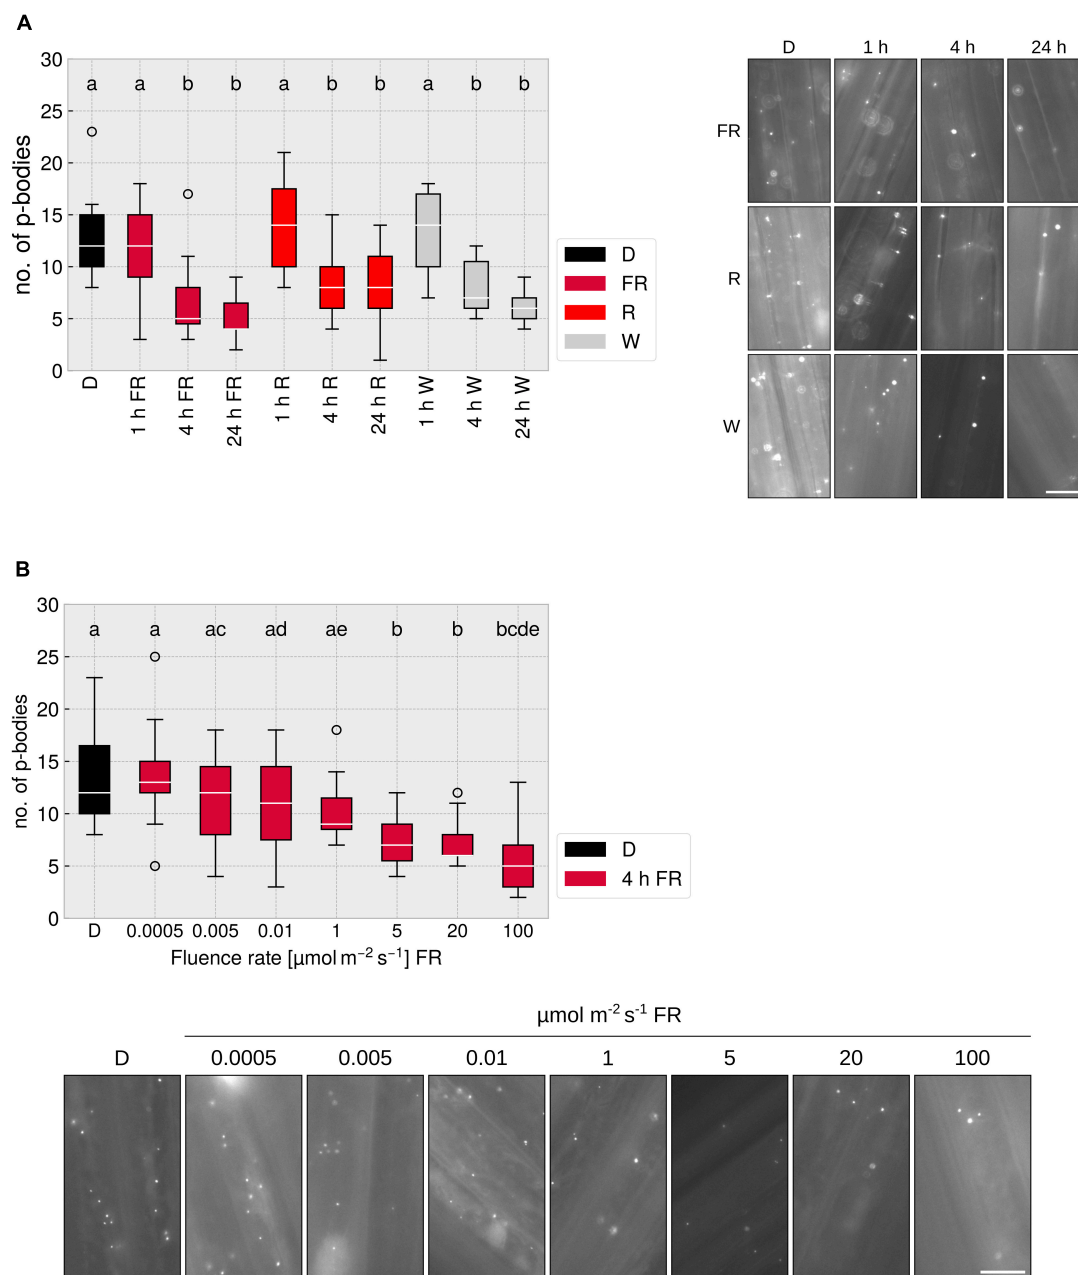 A
30
25
20
15
10
5
0
no. of p-bodies
a a b b a b b a b b
D
1 h FR
4 h FR
24 h FR
1 h R
4 h R
24 h R
1 h W
4 h W
24 h W
D
FR
R
W
D 1 h 4 h 24 h
FR
R
W
B
30
25
20
15
10
5
0
no. of p-bodies
a a ac ad ae b b bcde
D 0.0005 0.005 0.01 1 5 20 100
Fluence rate [µmol m⁻² s⁻¹] FR
D
4 h FR
µmol m⁻² s⁻¹ FR
D 0.0005 0.005 0.01 1 5 20 100